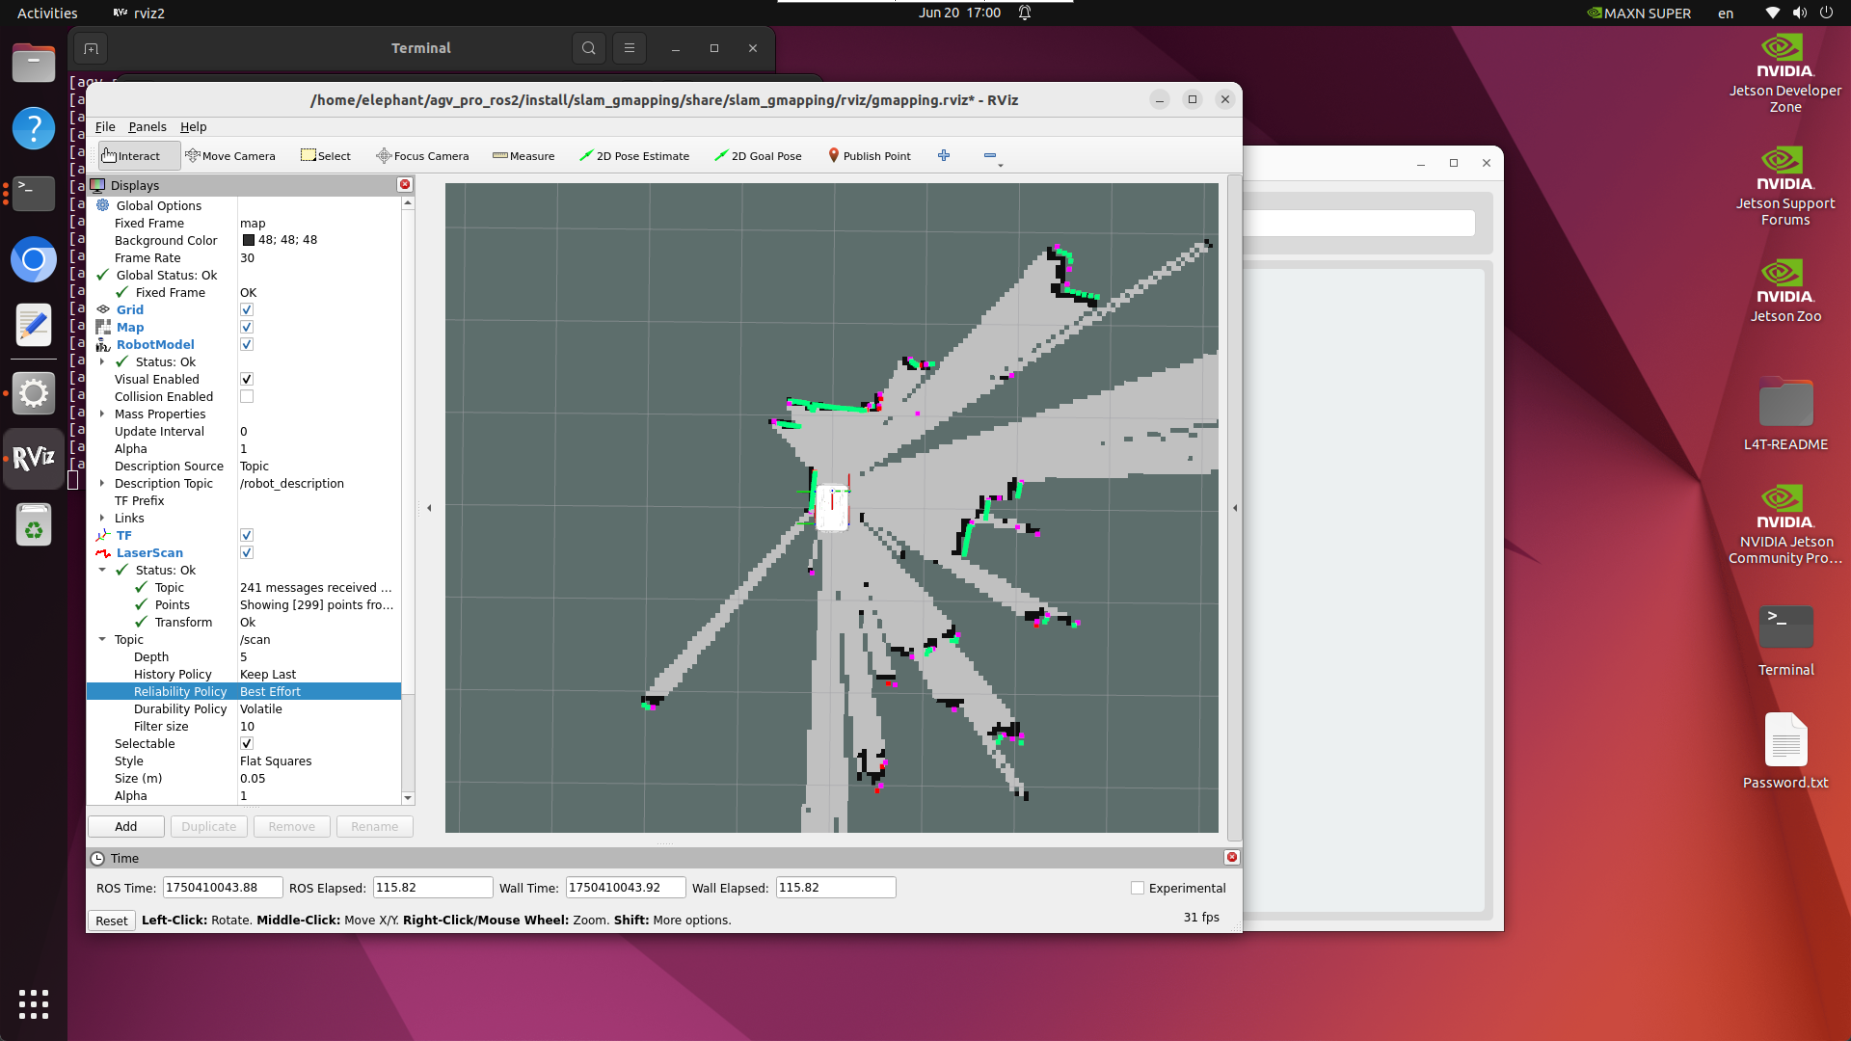 Activities
rviz2
Jun 20 17:00
MAXN SUPER
en
Terminal
/home/elephant/agv_pro_ros2/install/slam_gmapping/share/slam_gmapping/rviz/gmapping.rviz* - RViz
File Panels Help
Interact
Move Camera
Select
Focus Camera
Measure
2D Pose Estimate
2D Goal Pose
Publish Point
Displays
Global Options
Fixed Frame map
Background Color 48; 48; 48
Frame Rate 30
Global Status: Ok
Fixed Frame OK
Grid
Map
RobotModel
Status: Ok
Visual Enabled
Collision Enabled
Mass Properties
Update Interval 0
Alpha 1
Description Source Topic
Description Topic /robot_description
TF Prefix
Links
TF
LaserScan
Status: Ok
Topic 241 messages received ...
Points Showing [299] points fro...
Transform Ok
Topic /scan
Depth 5
History Policy Keep Last
Reliability Policy Best Effort
Durability Policy Volatile
Filter size 10
Selectable
Style Flat Squares
Size (m) 0.05
Alpha 1
Add Duplicate Remove Rename
Time
ROS Time: 1750410043.88 ROS Elapsed: 115.82 Wall Time: 1750410043.92 Wall Elapsed: 115.82 Experimental
Reset Left-Click: Rotate. Middle-Click: Move X/Y. Right-Click/Mouse Wheel: Zoom. Shift: More options. 31 fps
RViz
NVIDIA.
Jetson Developer
Zone
NVIDIA.
Jetson Support
Forums
NVIDIA.
Jetson Zoo
L4T-README
NVIDIA.
NVIDIA Jetson
Community Pro...
Terminal
Password.txt